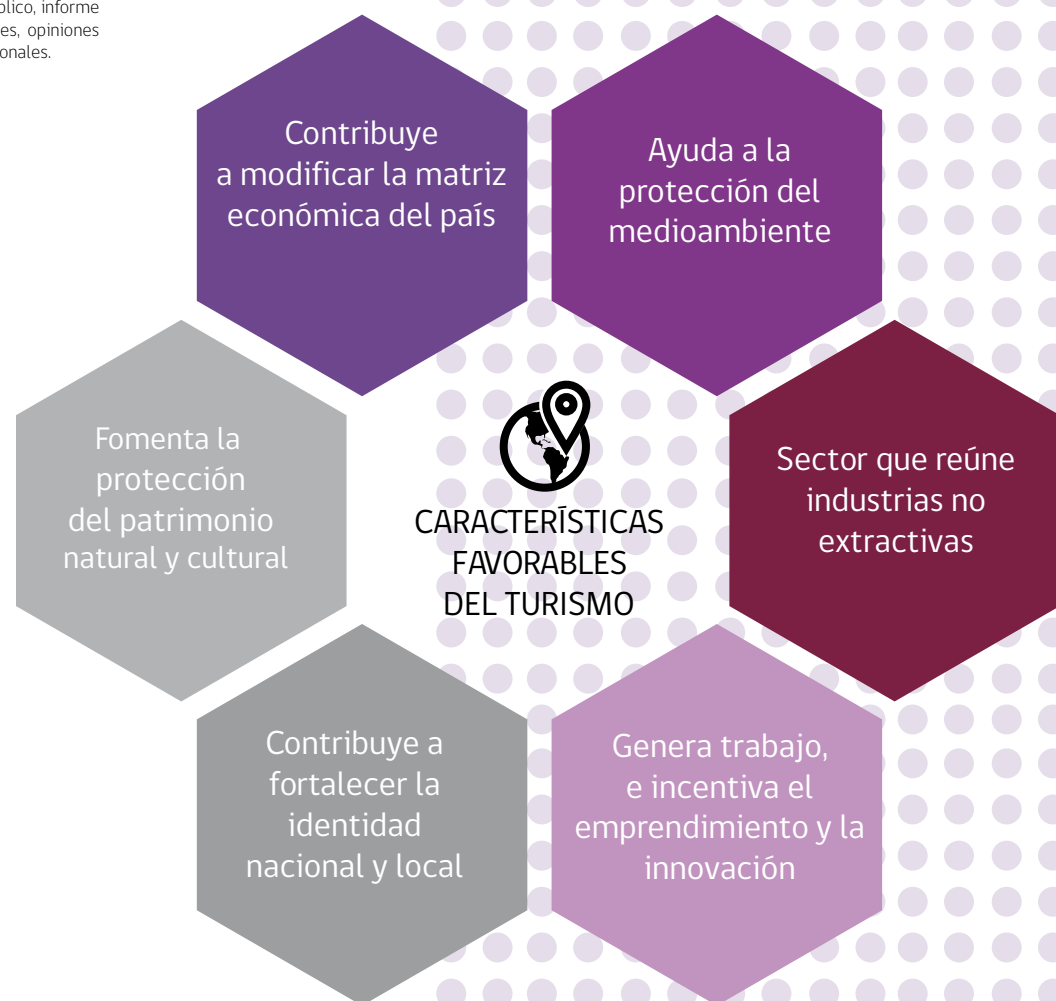 blico, informe
es, opiniones
onales.
Contribuye
a modificar la matriz
económica del país
Ayuda a la
protección del
medioambiente
Fomenta la
protección
del patrimonio
natural y cultural
CARACTERÍSTICAS
FAVORABLES
DEL TURISMO
Sector que reúne
industrias no
extractivas
Contribuye a
fortalecer la
identidad
nacional y local
Genera trabajo,
e incentiva el
emprendimiento y la
innovación